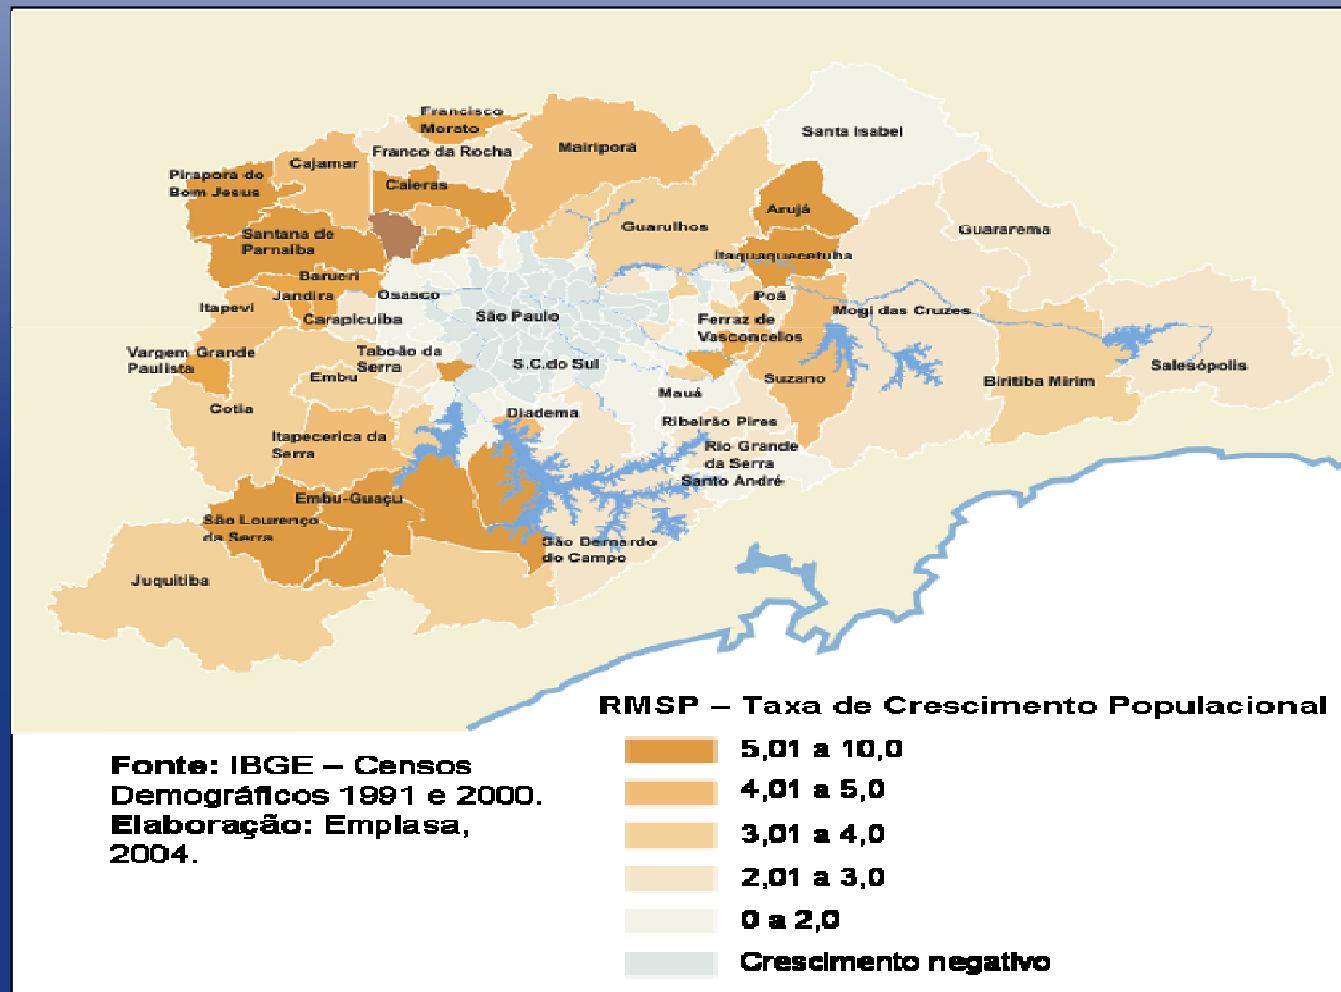 Francisco
Morato
Franco da Rocha
Mairiporã
Santa Isabel
Cajamar
Pirapora do
Bom Jesus
Caieras
Arujá
Guarulhos
Guararema
Santana de
Parnaíba
Itaquaquecetuba
Barueri
Jandira
Osasco
Poá
Itapevi
Carapicuíba
São Paulo
Mogi das Cruzes
Ferraz de
Vasconcelos
Vargem Grande
Paulista
Taboão da
Serra
S.C.do Sul
Embu
Suzano
Biritiba Mirim
Salesópolis
Mauá
Cotia
Diadema
Ribeirão Pires
Itapecerica da
Serra
Rio Grande
da Serra
Santo André
Embu-Guaçu
São Lourenço
da Serra
São Bernardo
do Campo
Juquitiba
RMSP – Taxa de Crescimento Populacional
5,01 a 10,0
4,01 a 5,0
3,01 a 4,0
2,01 a 3,0
0 a 2,0
Crescimento negativo
Fonte: IBGE – Censos
Demográficos 1991 e 2000.
Elaboração: Emplasa,
2004.